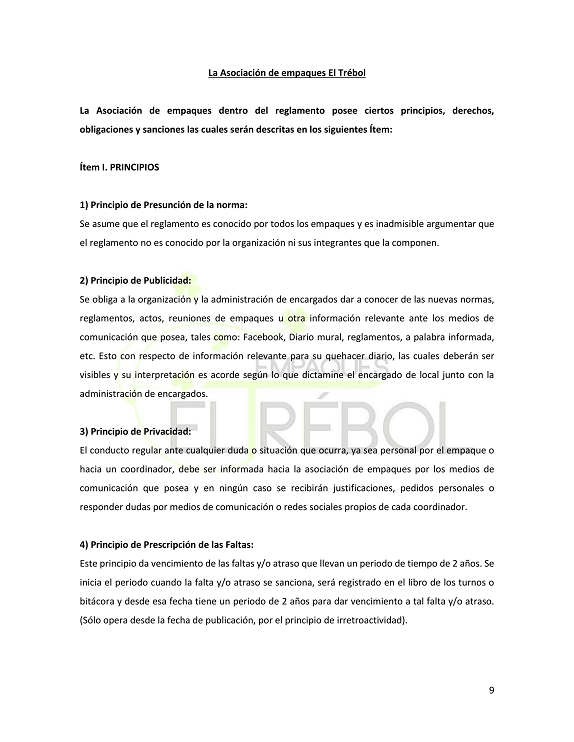 La Asociación de empaques El Trébol
La Asociación de empaques dentro del reglamento posee ciertos principios, derechos,
obligaciones y sanciones las cuales serán descritas en los siguientes Ítem:
Ítem I. PRINCIPIOS
1) Principio de Presunción de la norma:
Se asume que el reglamento es conocido por todos los empaques y es inadmisible argumentar que
el reglamento no es conocido por la organización ni sus integrantes que la componen.
2) Principio de Publicidad:
Se obliga a la organización y la administración de encargados dar a conocer de las nuevas normas,
reglamentos, actos, reuniones de empaques u otra información relevante ante los medios de
comunicación que posea, tales como: Facebook, Diario mural, reglamentos, a palabra informada,
etc. Esto con respecto de información relevante para su quehacer diario, las cuales deberán ser
visibles y su interpretación es acorde según lo que dictamine el encargado de local junto con la
administración de encargados.
EMPAQUES
EL TRÉBOL
3) Principio de Privacidad:
El conducto regular ante cualquier duda o situación que ocurra, ya sea personal por el empaque o
hacia un coordinador, debe ser informada hacia la asociación de empaques por los medios de
comunicación que posea y en ningún caso se recibirán justificaciones, pedidos personales o
responder dudas por medios de comunicación o redes sociales propios de cada coordinador.
4) Principio de Prescripción de las Faltas:
Este principio da vencimiento de las faltas y/o atraso que llevan un periodo de tiempo de 2 años. Se
inicia el periodo cuando la falta y/o atraso se sanciona, será registrado en el libro de los turnos o
bitácora y desde esa fecha tiene un periodo de 2 años para dar vencimiento a tal falta y/o atraso.
(Sólo opera desde la fecha de publicación, por el principio de irretroactividad).
9